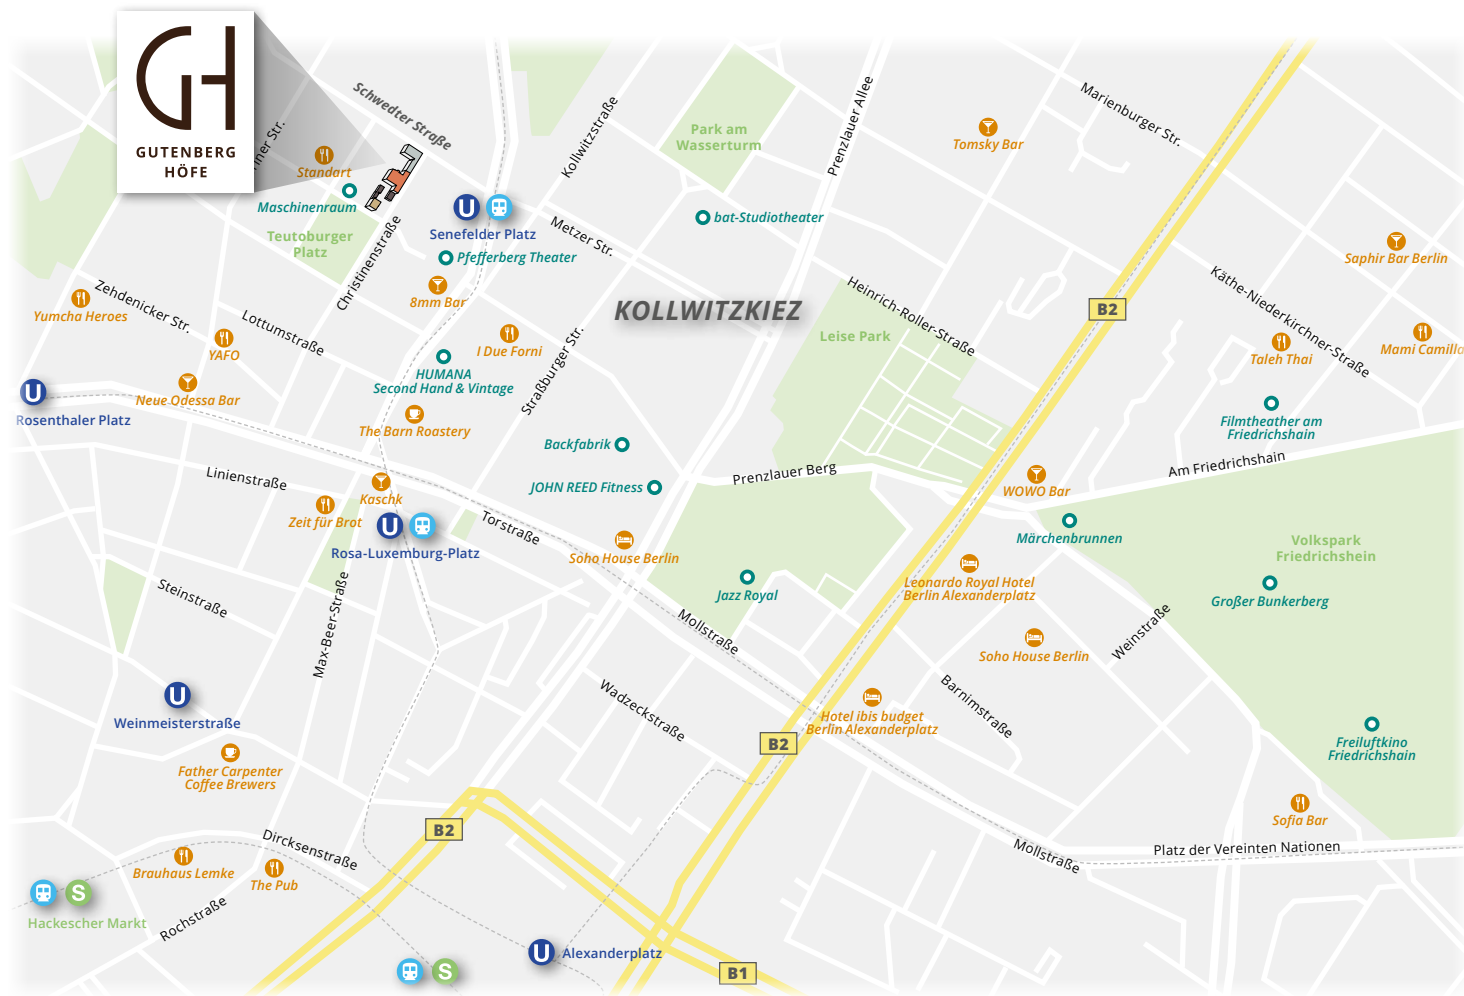 GH
GUTENBERG
HÖFE
Schwedter Straße
Standart
Maschinenraum
Teutoburger
Platz
Christinenstraße
U
Senefelder Platz
Pfefferberg Theater
8mm Bar
Kollwitzstraße
Metzer Str.
Park am
Wasserturm
Prenzlauer Allee
bat-Studiotheater
Tomsky Bar
Marienburger Str.
Saphir Bar Berlin
Käthe-Niederkirchner-Straße
Taleh Thai
Mami Camilla
Filmtheather am
Friedrichshain
B2
Heinrich-Roller-Straße
Leise Park
KOLLWITZKIEZ
Yumcha Heroes
Zehdenicker Str.
YAFO
Lottumstraße
Neue Odessa Bar
U
Rosenthaler Platz
I Due Forni
HUMANA
Second Hand & Vintage
Straßburger Str.
The Barn Roastery
Backfabrik
JOHN REED Fitness
Prenzlauer Berg
WOWO Bar
Am Friedrichshain
Märchenbrunnen
Volkspark
Friedrichshein
Großer Bunkerberg
Linienstraße
Kaschk
Zeit für Brot
U
Rosa-Luxemburg-Platz
Torstraße
Soho House Berlin
Jazz Royal
Leonardo Royal Hotel
Berlin Alexanderplatz
Soho House Berlin
Weinstraße
Steinstraße
Max-Beer-Straße
Mollstraße
Wadzeckstraße
Barnimstraße
Hotel ibis budget
Berlin Alexanderplatz
B2
Freiluftkino
Friedrichshain
U
Weinmeisterstraße
Father Carpenter
Coffee Brewers
B2
Sofia Bar
Mollstraße
Platz der Vereinten Nationen
Dircksenstraße
Brauhaus Lemke
The Pub
S
Hackescher Markt
Rochstraße
S
U
Alexanderplatz
B1